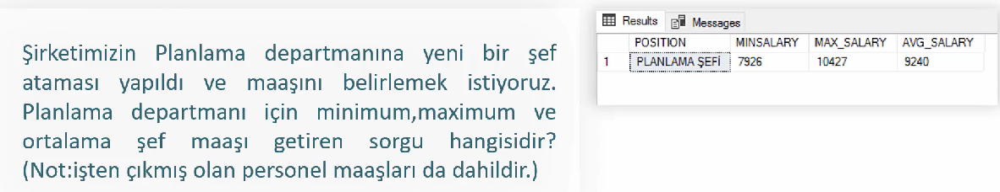 Şirketimizin Planlama departmanına yeni bir şef
ataması yapıldı ve maaşını belirlemek istiyoruz.
Planlama departmanı için minimum,maximum ve
ortalama şef maaşı getiren sorgu hangisidir?
(Not:işten çıkmış olan personel maaşları da dahildir.)
Results Messages
POSITION MINSALARY MAX_SALARY AVG_SALARY
1 PLANLAMA ŞEFİ 7926 10427 9240